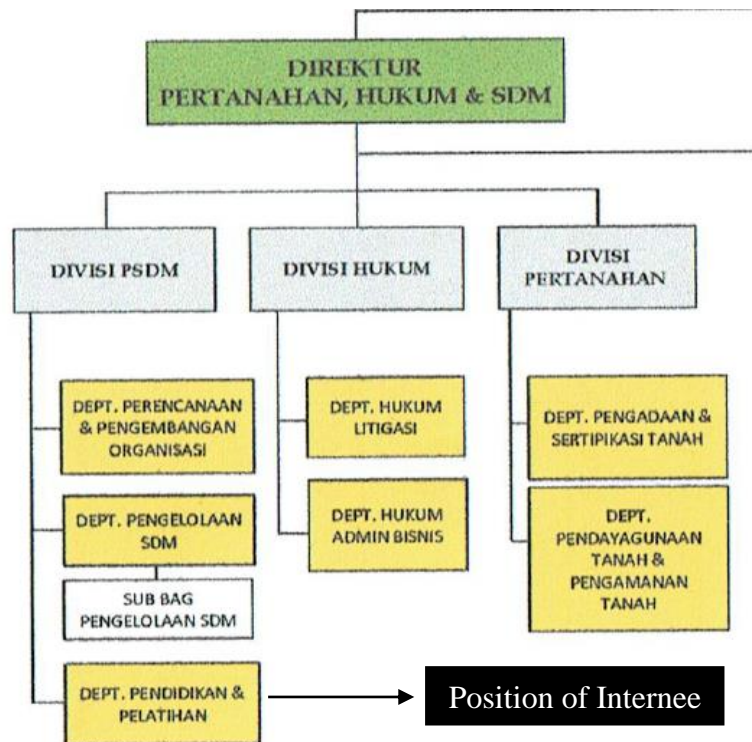 DIREKTUR
PERTANAHAN, HUKUM & SDM
DIVISI PSDM
DIVISI HUKUM
DIVISI
PERTANAHAN
DEPT. PERENCANAAN
& PENGEMBANGAN
ORGANISASI
DEPT. PENGELOLAAN
SDM
SUB BAG
PENGELOLAAN SDM
DEPT. PENDIDIKAN &
PELATIHAN
DEPT. HUKUM
LITIGASI
DEPT. HUKUM
ADMIN BISNIS
DEPT. PENGADAAN &
SERTIPIKASI TANAH
DEPT.
PENDAYAGUNAAN
TANAH &
PENGAMANAN
TANAH
Position of Internee